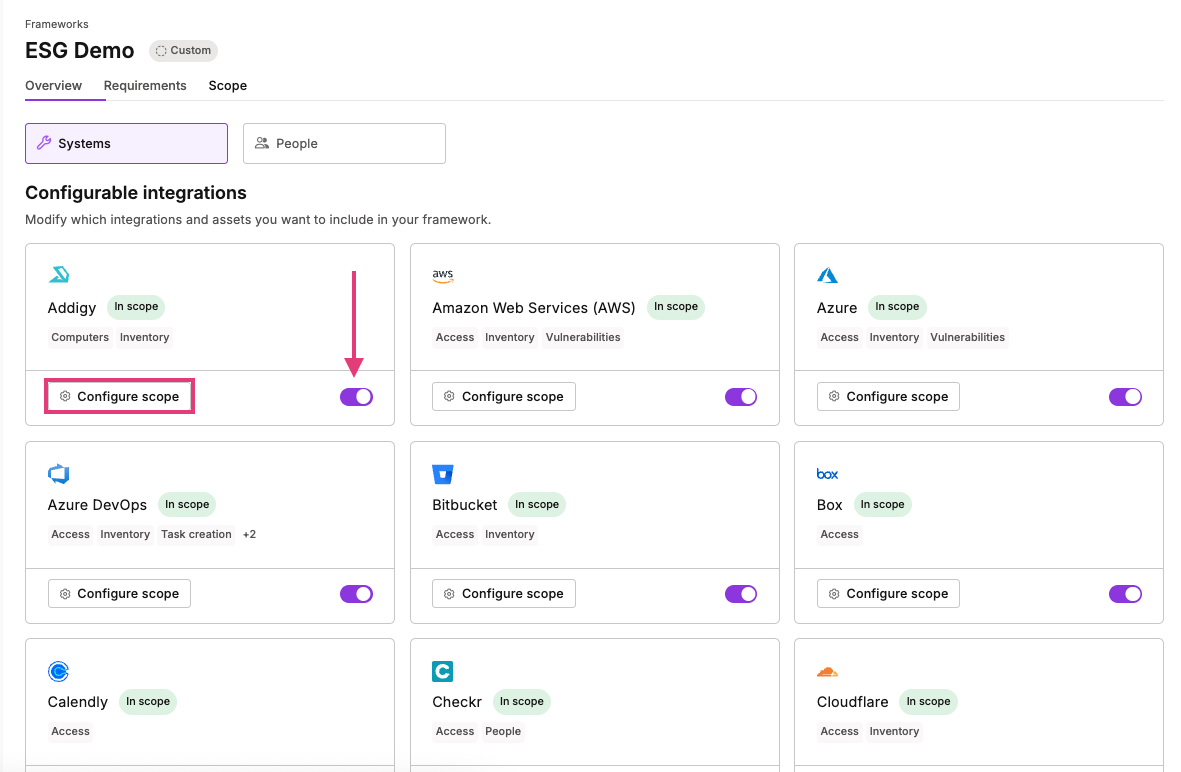 Frameworks
ESG Demo Custom
Overview Requirements Scope
Systems People
Configurable integrations
Modify which integrations and assets you want to include in your framework.
aws
Addigy In scope Amazon Web Services (AWS) In scope Azure In scope
Computers Inventory Access Inventory Vulnerabilities Access Inventory Vulnerabilities
Configure scope Configure scope Configure scope
box
Azure DevOps In scope Bitbucket In scope Box In scope
Access Inventory Task creation +2 Access Inventory Access
Configure scope Configure scope Configure scope
C C
Calendly In scope Checkr In scope Cloudflare In scope
Access Access People Access Inventory